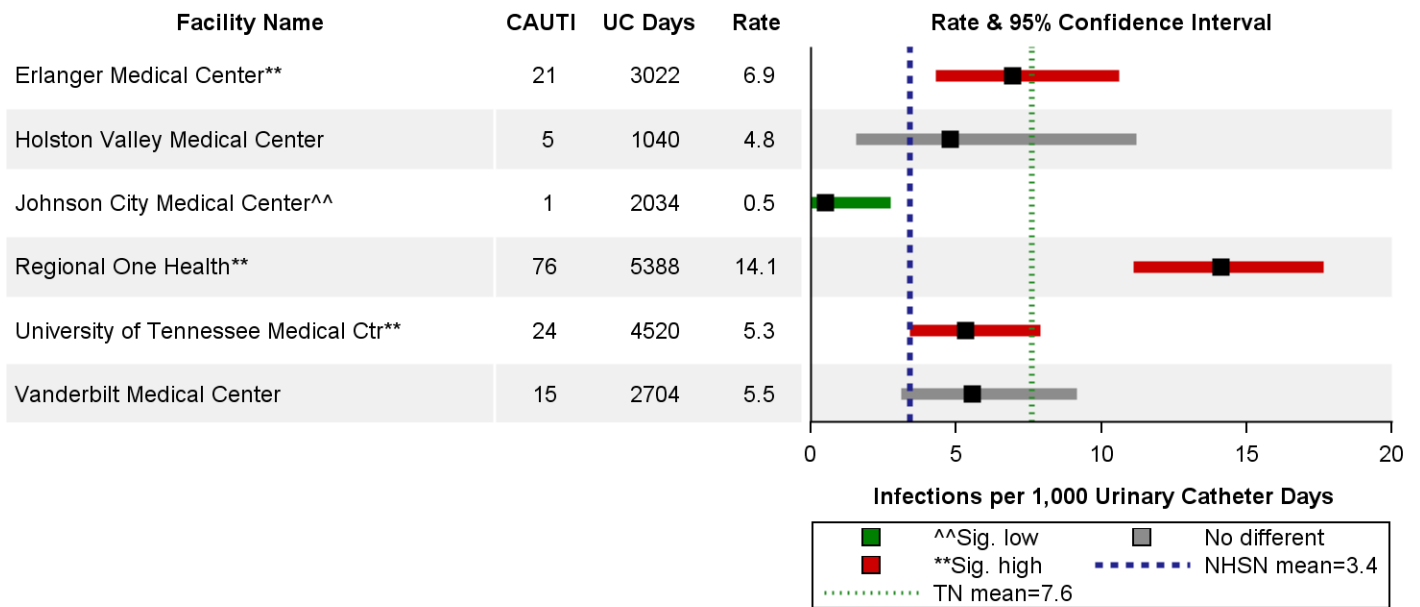 Facility Name CAUTI UC Days Rate Rate & 95% Confidence Interval
Erlanger Medical Center** 21 3022 6.9
Holston Valley Medical Center 5 1040 4.8
Johnson City Medical Center^^ 1 2034 0.5
Regional One Health** 76 5388 14.1
University of Tennessee Medical Ctr** 24 4520 5.3
Vanderbilt Medical Center 15 2704 5.5
0 5 10 15 20
Infections per 1,000 Urinary Catheter Days
^^Sig. low No different
**Sig. high NHSN mean=3.4
TN mean=7.6